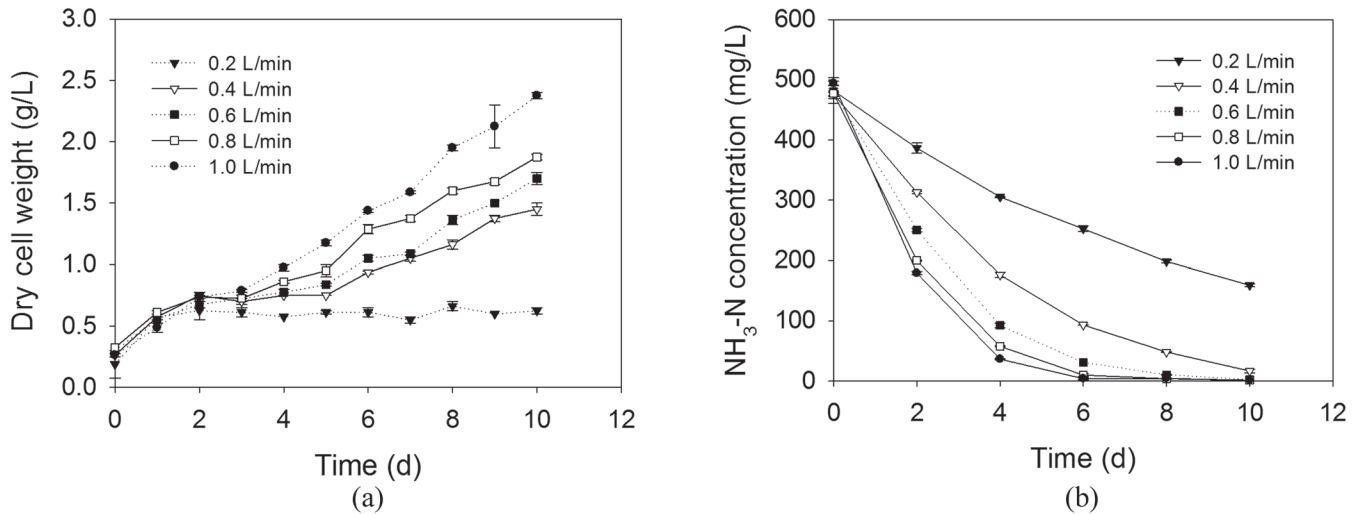 3.0
2.5
2.0
1.5
1.0
0.5
0.0
Dry cell weight (g/L)
0.2 L/min
0.4 L/min
0.6 L/min
0.8 L/min
1.0 L/min
0 2 4 6 8 10 12
Time (d)
(a)
600
500
400
300
200
100
0
NH3-N concentration (mg/L)
0.2 L/min
0.4 L/min
0.6 L/min
0.8 L/min
1.0 L/min
0 2 4 6 8 10 12
Time (d)
(b)